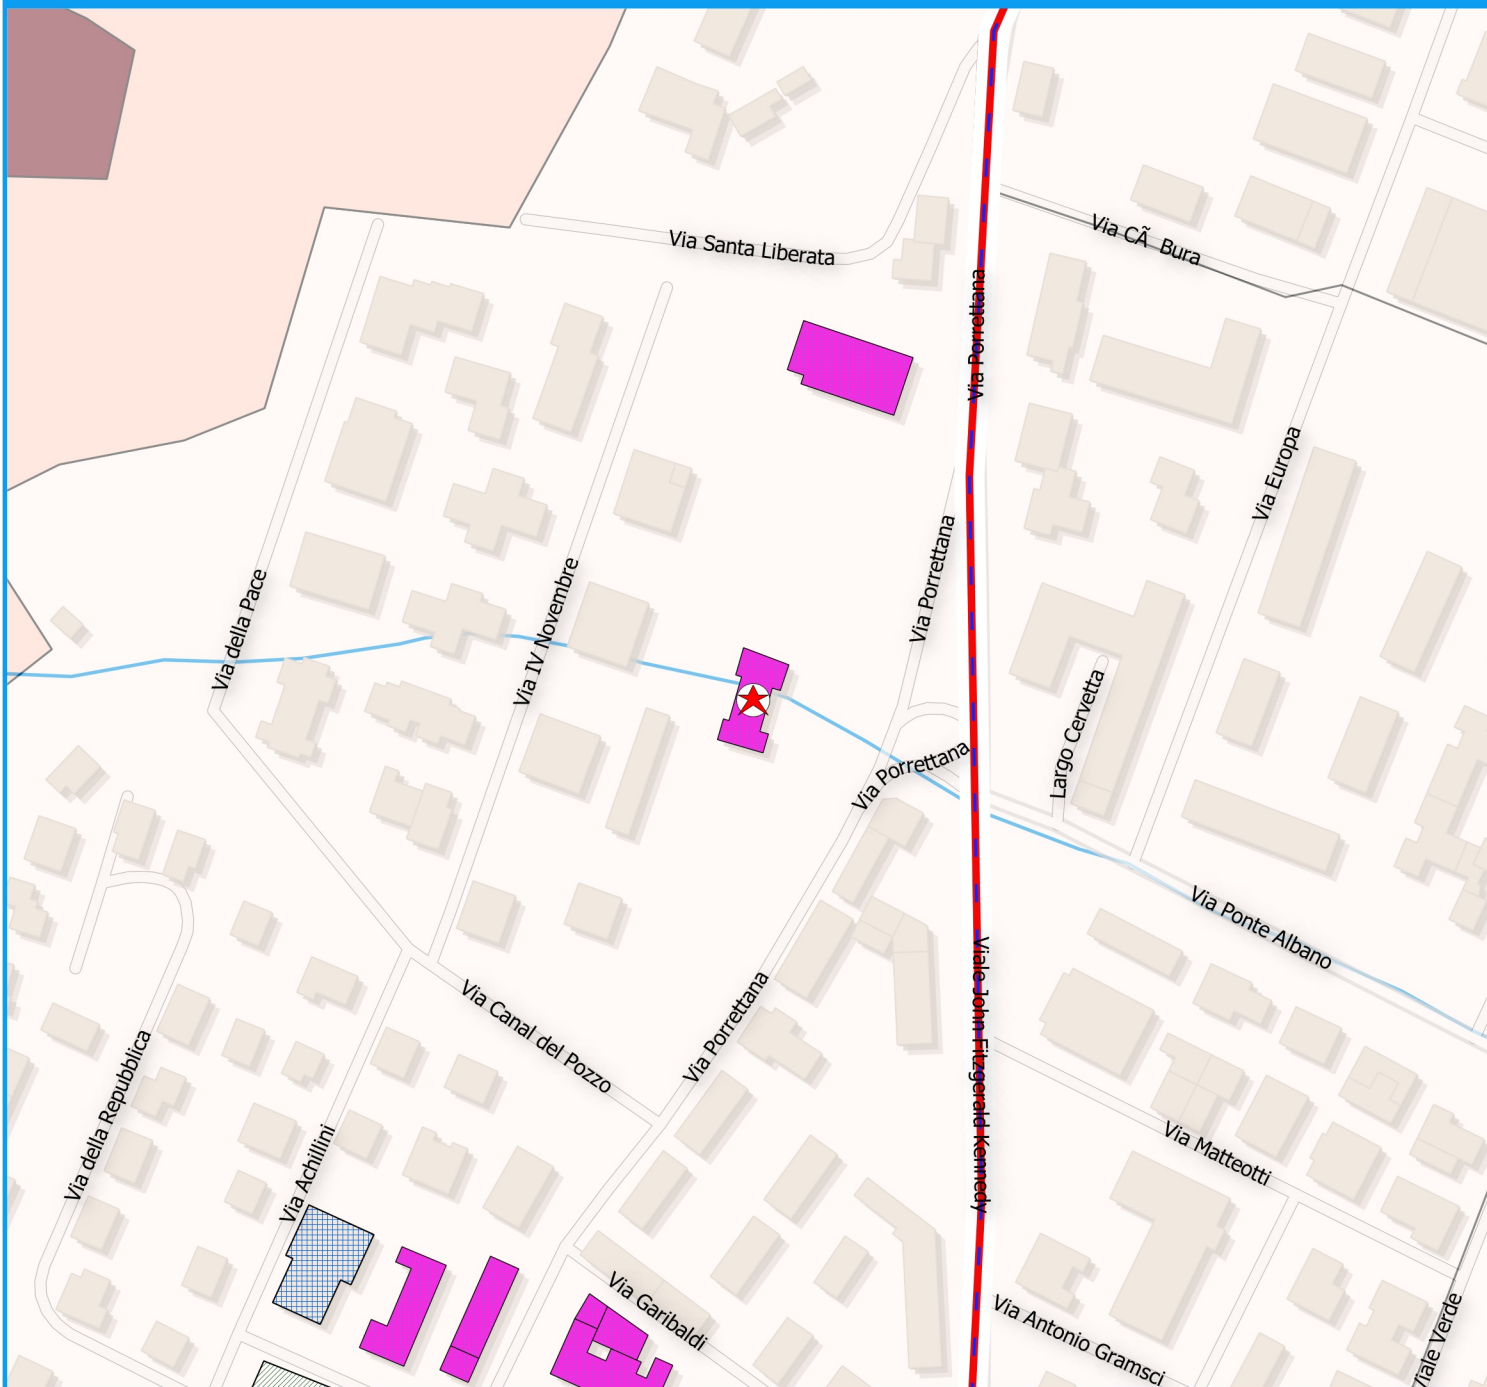 Via Santa Liberata
Via CÃ  Bura
Via Porrettana
Via Europa
Via Porrettana
Via della Pace
Via IV Novembre
Largo Cervetta
Via Porrettana
Via Ponte Albano
Viale John Fitzgerald Kennedy
Via Porrettana
Via Canal del Pozzo
Via della Repubblica
Via Achillini
Via Matteotti
Via Garibaldi
Via Antonio Gramsci
Viale Verde